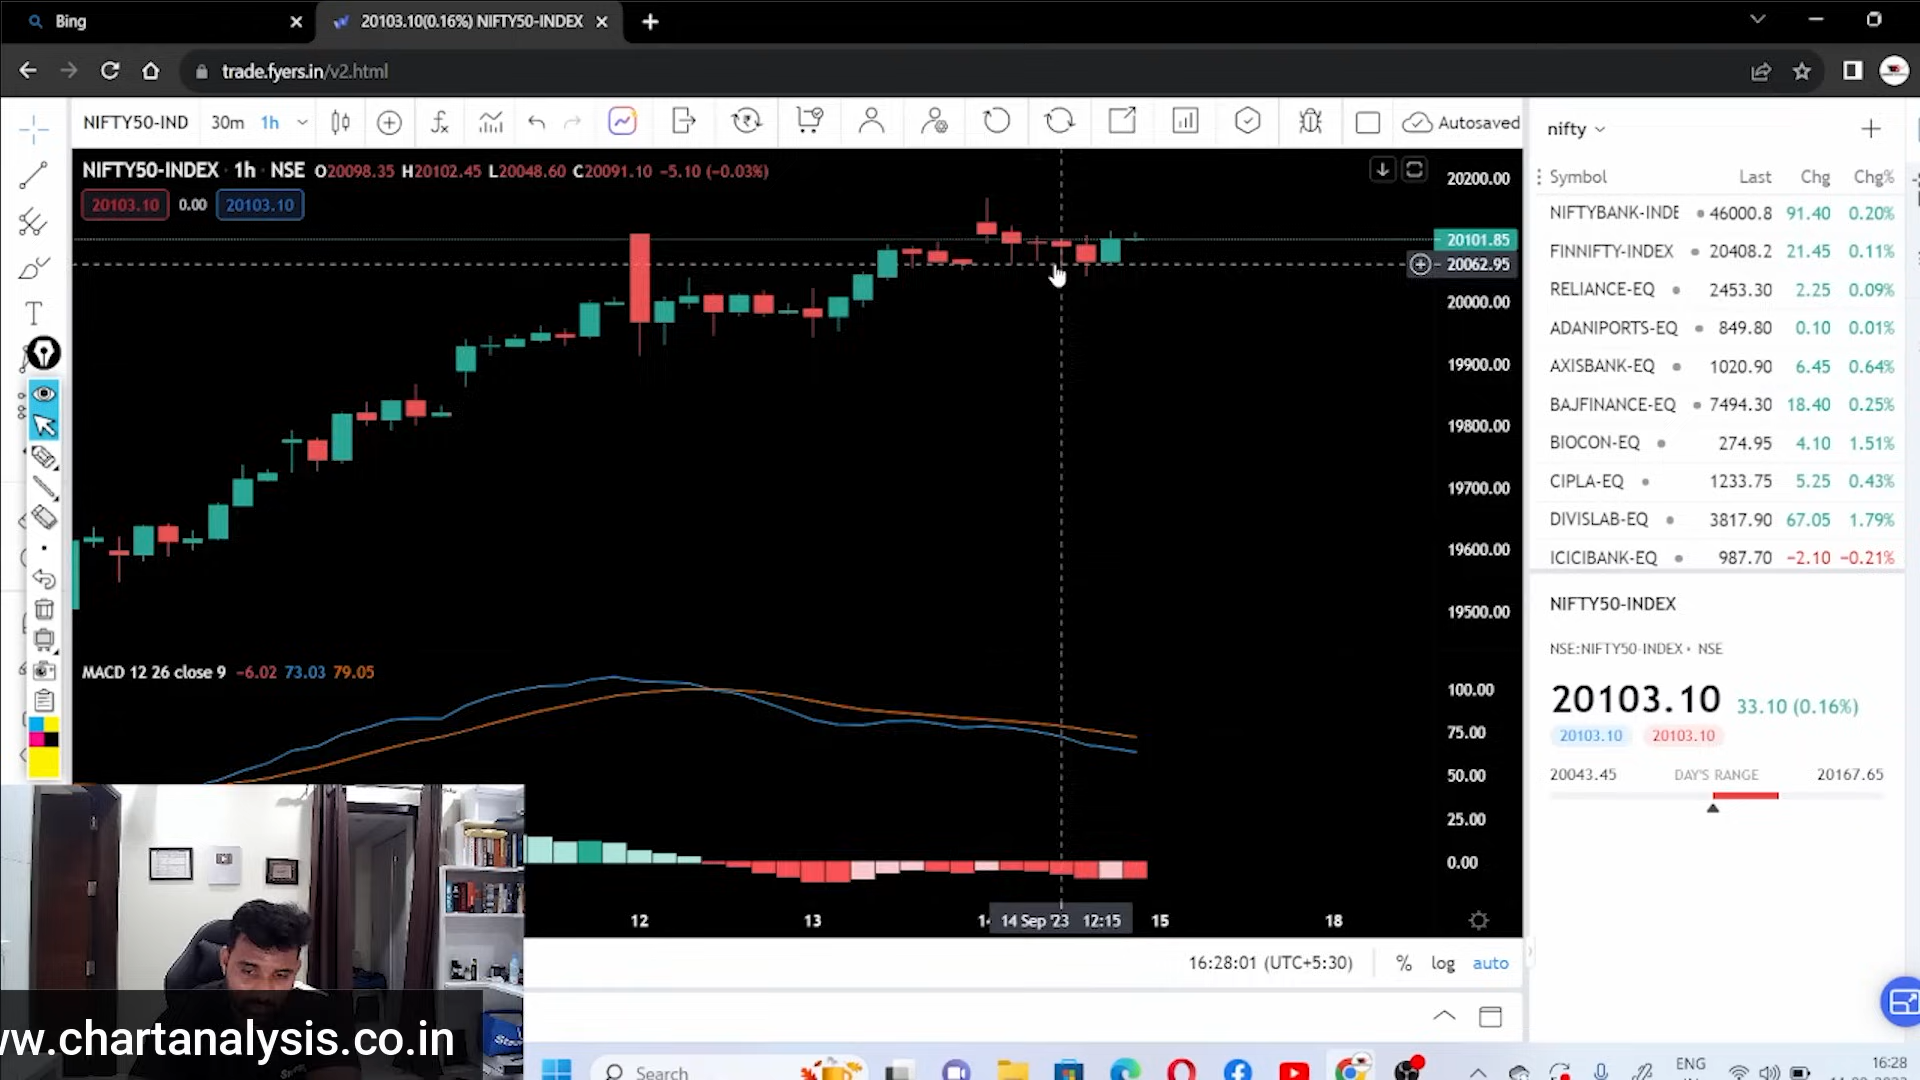 Bing
20103.10(0.16%) NIFTY50-INDEX
trade.fyers.in/v2.html
NIFTY50-IND 30m 1h
Autosaved
NIFTY50-INDEX · 1h · NSE O20098.35 H20102.45 L20048.60 C20091.10 −5.10 (−0.03%)
20103.10 0.00 20103.10
20200.00
20101.85
20062.95
20000.00
19900.00
19800.00
19700.00
19600.00
19500.00
MACD 12 26 close 9 −6.02 73.03 79.05
100.00
75.00
50.00
25.00
0.00
12 13 14 Sep '23 12:15 15 18
16:28:01 (UTC+5:30) % log auto
nifty
Symbol Last Chg Chg%
NIFTYBANK-INDE 46000.8 91.40 0.20%
FINNIFTY-INDEX 20408.2 21.45 0.11%
RELIANCE-EQ 2453.30 2.25 0.09%
ADANIPORTS-EQ 849.80 0.10 0.01%
AXISBANK-EQ 1020.90 6.45 0.64%
BAJFINANCE-EQ 7494.30 18.40 0.25%
BIOCON-EQ 274.95 4.10 1.51%
CIPLA-EQ 1233.75 5.25 0.43%
DIVISLAB-EQ 3817.90 67.05 1.79%
ICICIBANK-EQ 987.70 −2.10 −0.21%
NIFTY50-INDEX
NSE:NIFTY50-INDEX • NSE
20103.10 33.10 (0.16%)
20103.10 20103.10
20043.45 DAY'S RANGE 20167.65
ww.chartanalysis.co.in
Search
ENG
16:28